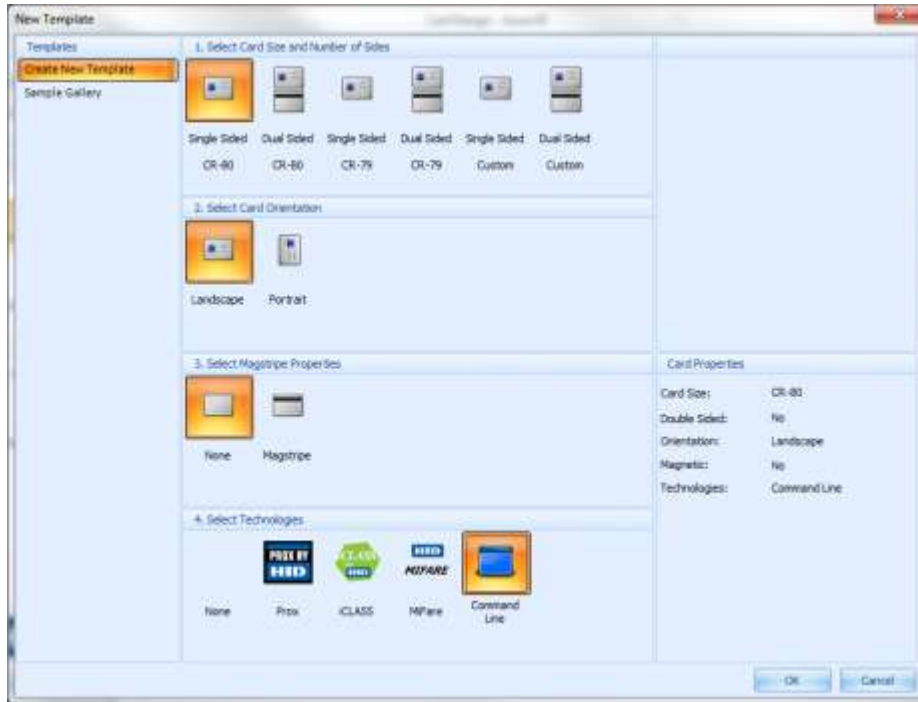 New Template
Templates
Create New Template
Sample Gallery
1. Select Card Size and Number of Sides
Single Sided Dual Sided Single Sided Dual Sided Single Sided Dual Sided
CR-80 CR-80 CR-79 CR-79 Custom Custom
2. Select Card Orientation
Landscape Portrait
3. Select Magstripe Properties
None Magstripe
4. Select Technologies
PROX BY
HID
iCLASS
HID
HID
MIFARE
None Prox iCLASS MiFare Command
Line
Card Properties
Card Size: CR-80
Double Sided: No
Orientation: Landscape
Magnetic: No
Technologies: Command Line
OK Cancel